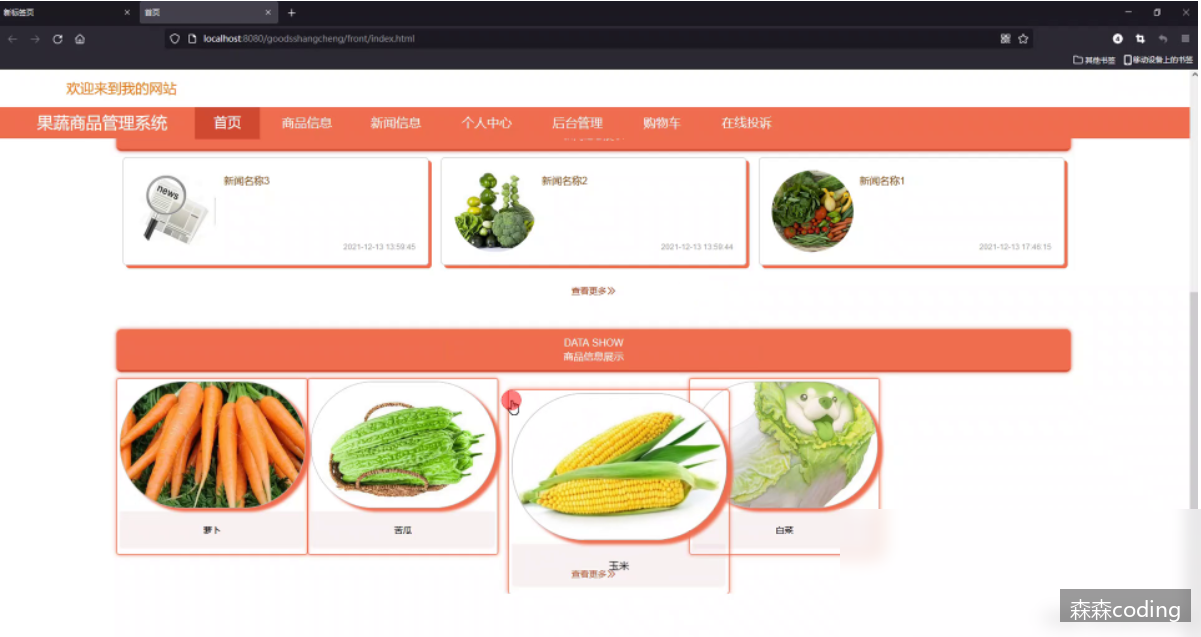 新标签页
首页
localhost:8080/goodsshangcheng/front/index.html
其他书签
移动设备上的书签
欢迎来到我的网站
果蔬商品管理系统
首页
商品信息
新闻信息
个人中心
后台管理
购物车
在线投诉
news
新闻名称3
2021-12-13 13:59:45
新闻名称2
2021-12-13 13:59:44
新闻名称1
2021-12-13 17:46:15
查看更多
DATA SHOW
商品信息展示
萝卜
苦瓜
玉米
白菜
查看更多
森森coding